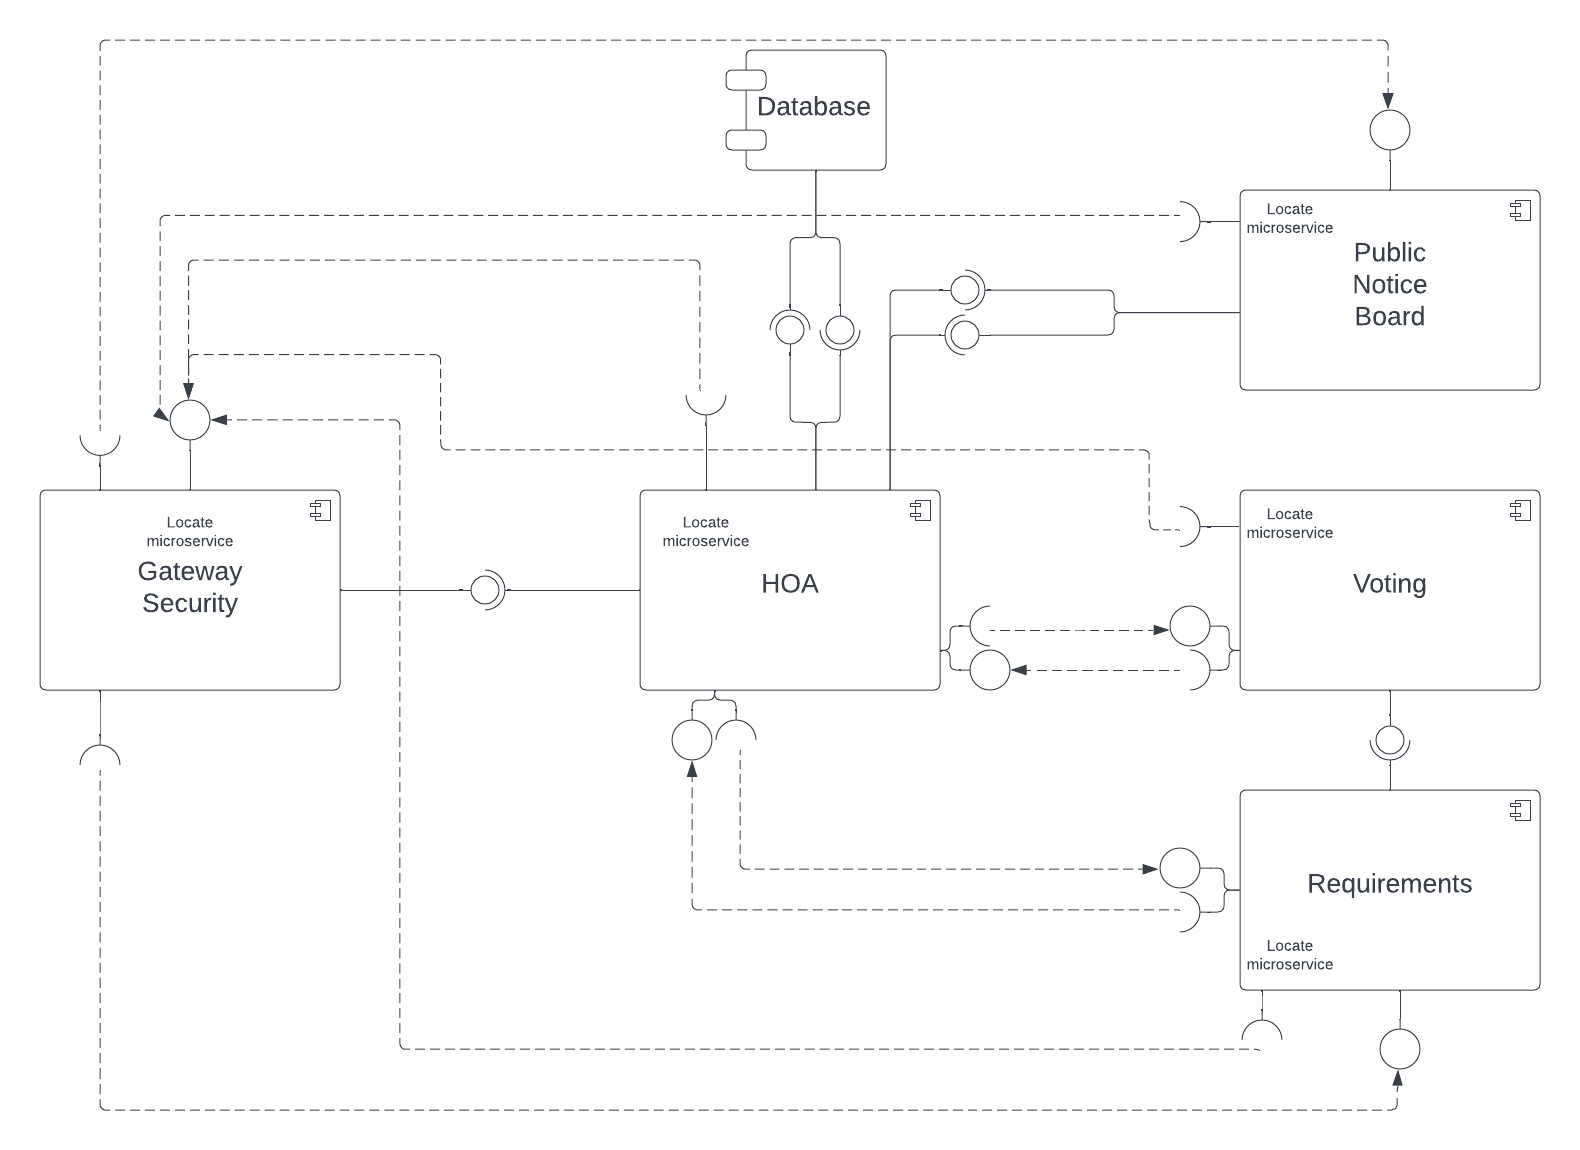 Database
Locate
microservice
Public
Notice
Board
Locate
microservice
Gateway
Security
Locate
microservice
HOA
Locate
microservice
Voting
Requirements
Locate
microservice